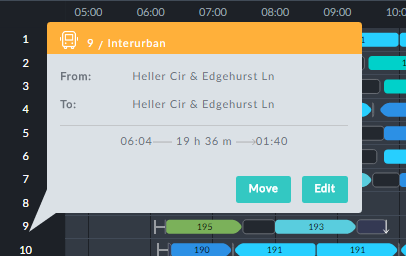 05:00 06:00 07:00 08:00 09:00 10:00
9 / Interurban
From: Heller Cir & Edgehurst Ln
To: Heller Cir & Edgehurst Ln
06:04 19 h 36 m 01:40
Move Edit
1
2
3
4
5
6
7
8
9 195 193
10 190 191 191